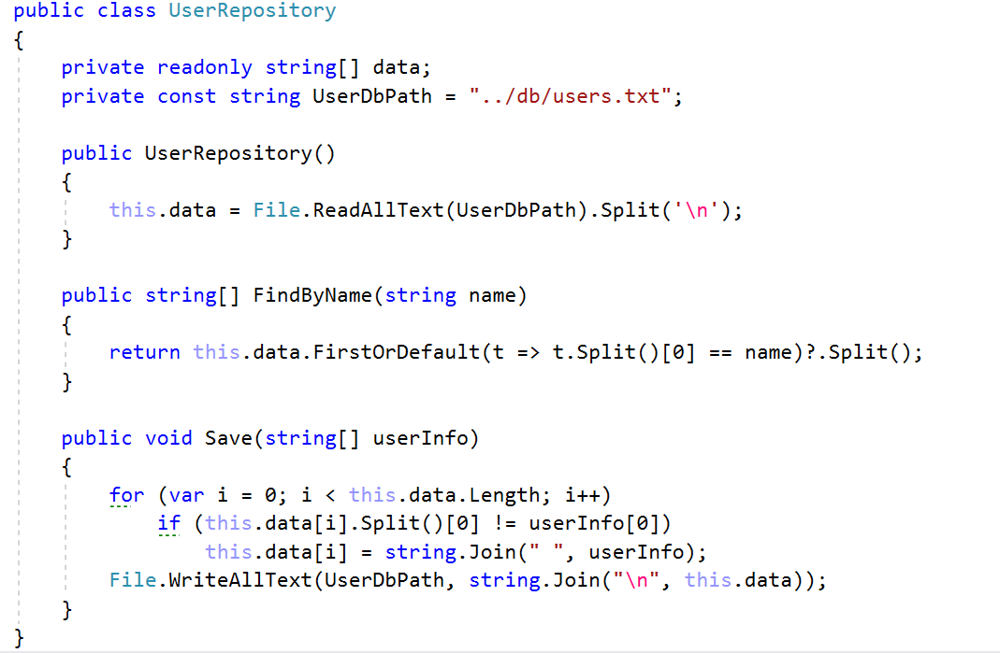 public class UserRepository
{
    private readonly string[] data;
    private const string UserDbPath = "../db/users.txt";

    public UserRepository()
    {
        this.data = File.ReadAllText(UserDbPath).Split('\n');
    }

    public string[] FindByName(string name)
    {
        return this.data.FirstOrDefault(t => t.Split()[0] == name)?.Split();
    }

    public void Save(string[] userInfo)
    {
        for (var i = 0; i < this.data.Length; i++)
            if (this.data[i].Split()[0] != userInfo[0])
                this.data[i] = string.Join(" ", userInfo);
        File.WriteAllText(UserDbPath, string.Join("\n", this.data));
    }
}